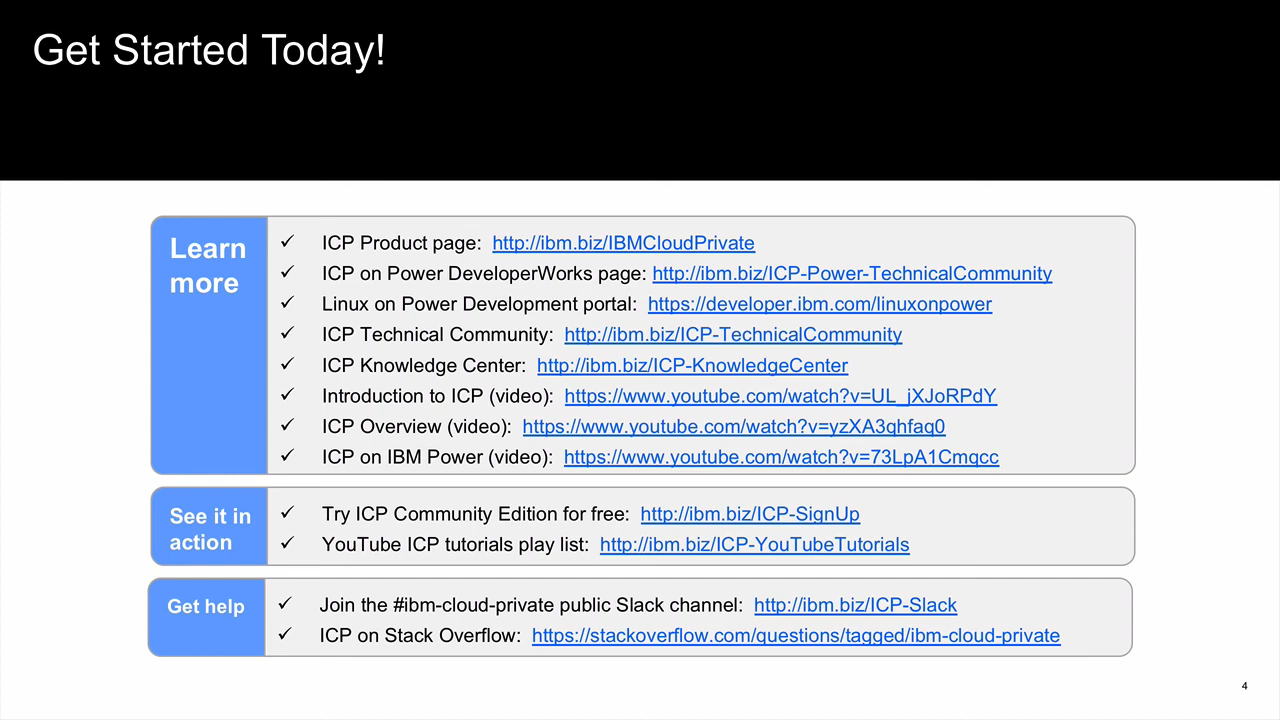 Get Started Today!
Learn
more
✓ ICP Product page: http://ibm.biz/IBMCloudPrivate
✓ ICP on Power DeveloperWorks page: http://ibm.biz/ICP-Power-TechnicalCommunity
✓ Linux on Power Development portal: https://developer.ibm.com/linuxonpower
✓ ICP Technical Community: http://ibm.biz/ICP-TechnicalCommunity
✓ ICP Knowledge Center: http://ibm.biz/ICP-KnowledgeCenter
✓ Introduction to ICP (video): https://www.youtube.com/watch?v=UL_jXJoRPdY
✓ ICP Overview (video): https://www.youtube.com/watch?v=yzXA3qhfaq0
✓ ICP on IBM Power (video): https://www.youtube.com/watch?v=73LpA1Cmqcc
See it in
action
✓ Try ICP Community Edition for free: http://ibm.biz/ICP-SignUp
✓ YouTube ICP tutorials play list: http://ibm.biz/ICP-YouTubeTutorials
Get help
✓ Join the #ibm-cloud-private public Slack channel: http://ibm.biz/ICP-Slack
✓ ICP on Stack Overflow: https://stackoverflow.com/questions/tagged/ibm-cloud-private
4